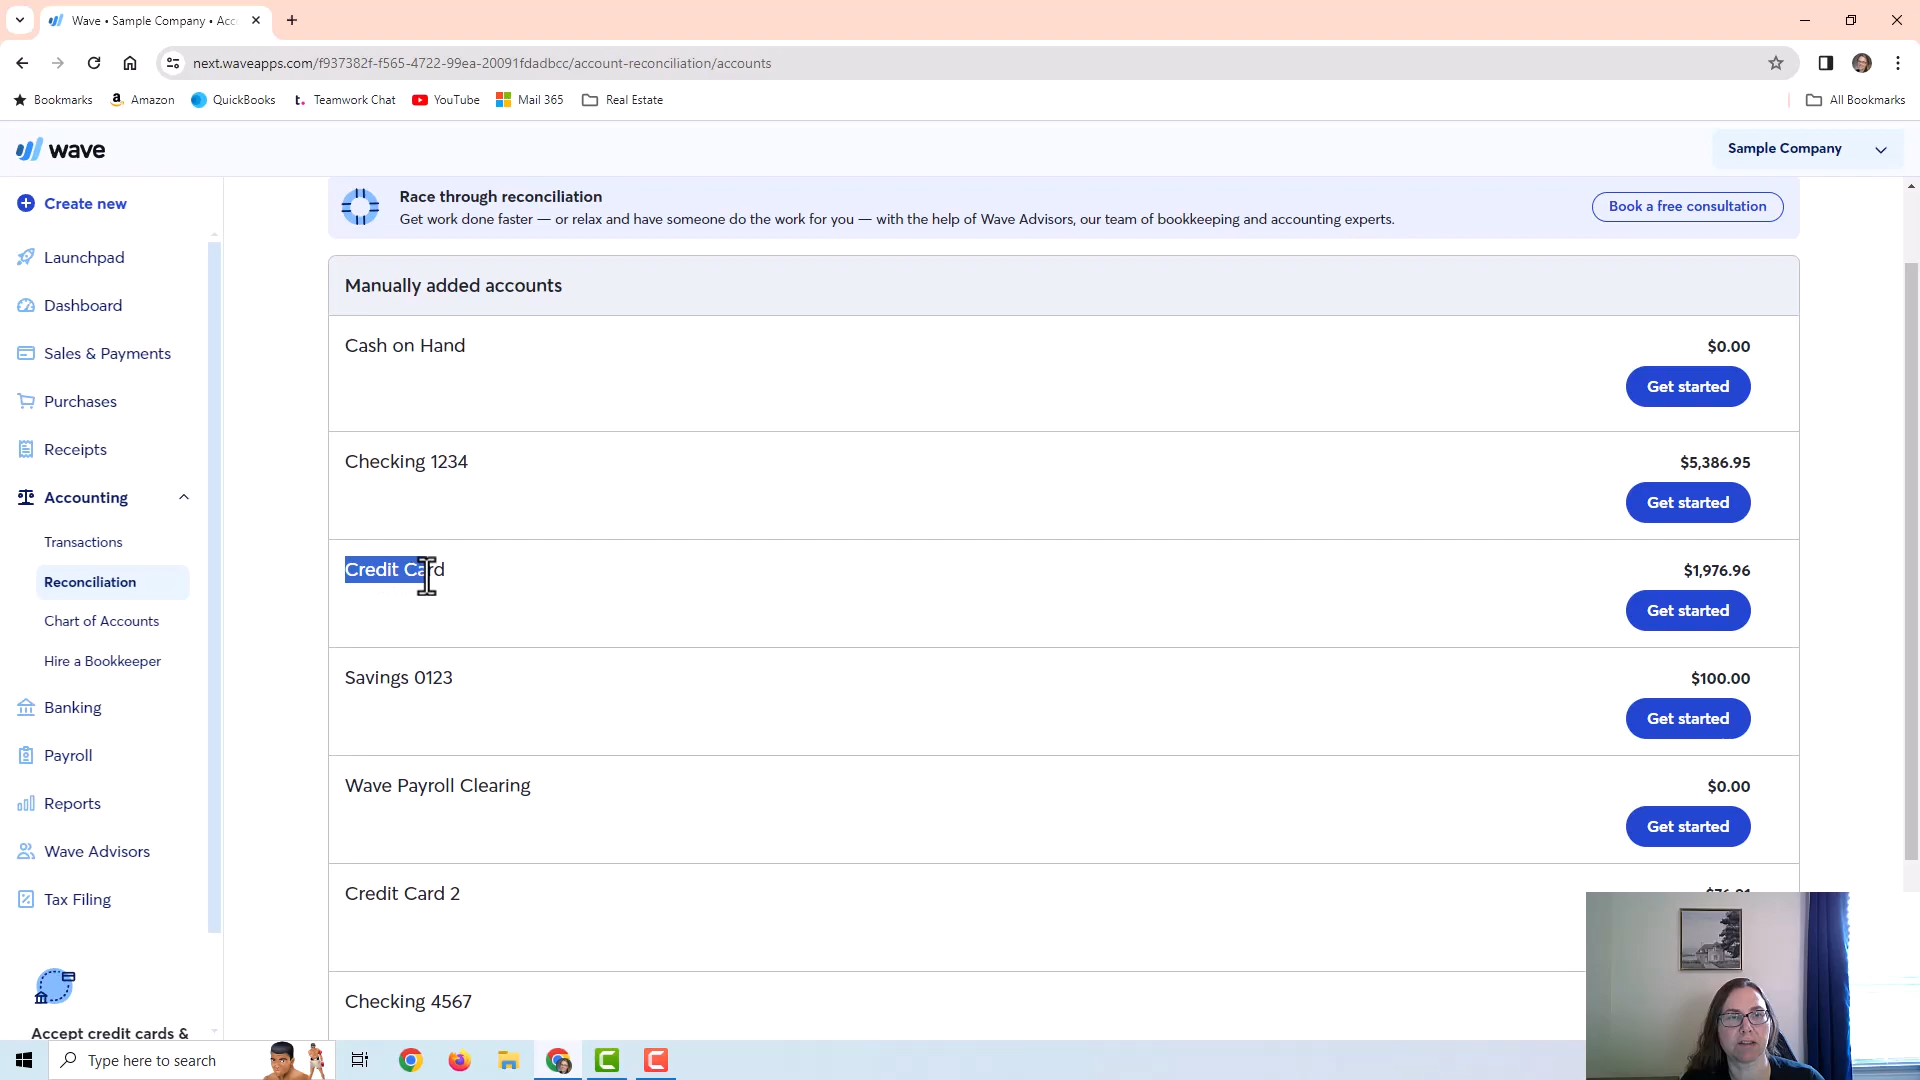 Wave • Sample Company • Acc
next.waveapps.com/f937382f-f565-4722-99ea-20091fdadbcc/account-reconciliation/accounts
Bookmarks
Amazon
QuickBooks
Teamwork Chat
YouTube
Mail 365
Real Estate
All Bookmarks
wave
Sample Company
Create new
Launchpad
Dashboard
Sales & Payments
Purchases
Receipts
Accounting
Transactions
Reconciliation
Chart of Accounts
Hire a Bookkeeper
Banking
Payroll
Reports
Wave Advisors
Tax Filing
Accept credit cards &
Race through reconciliation
Get work done faster — or relax and have someone do the work for you — with the help of Wave Advisors, our team of bookkeeping and accounting experts.
Book a free consultation
Manually added accounts
Cash on Hand
$0.00
Get started
Checking 1234
$5,386.95
Get started
Credit Card
$1,976.96
Get started
Savings 0123
$100.00
Get started
Wave Payroll Clearing
$0.00
Get started
Credit Card 2
Checking 4567
Type here to search